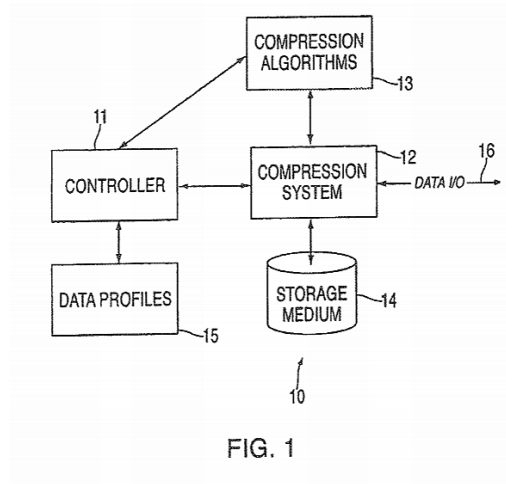 COMPRESSION
ALGORITHMS
13
11
CONTROLLER
12
COMPRESSION
SYSTEM
16
DATA I/O
DATA PROFILES
15
STORAGE
MEDIUM
14
10
FIG. 1